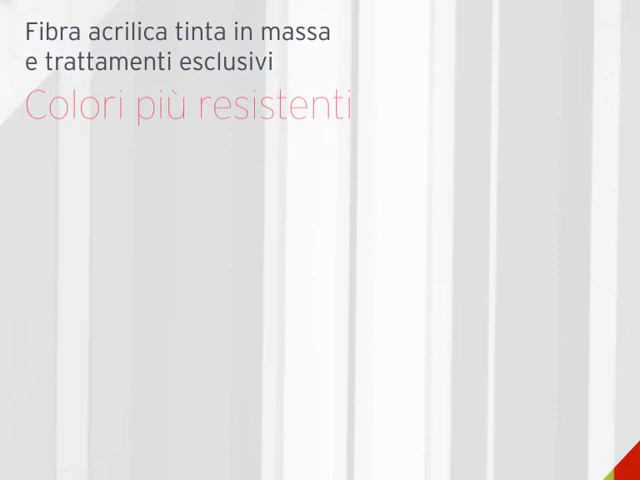 Fibra acrilica tinta in massa
e trattamenti esclusivi
Colori più resistenti